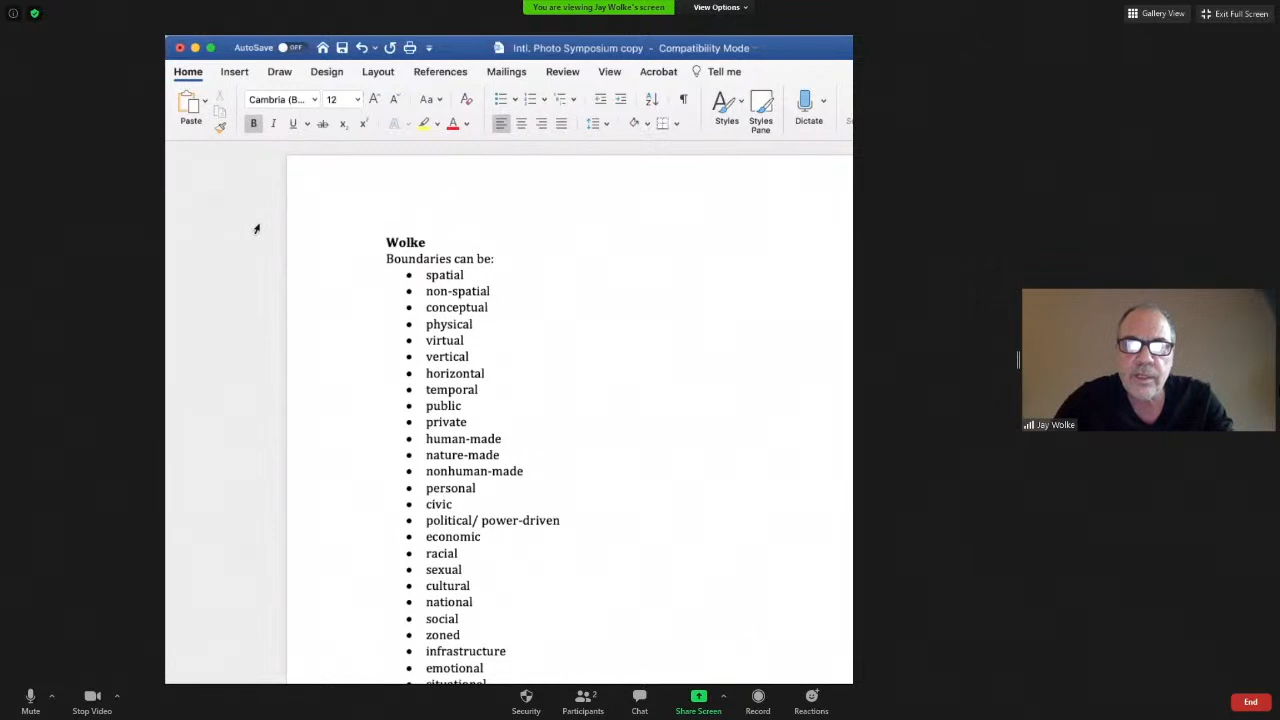 You are viewing Jay Wolke's screen View Options
Gallery View Exit Full Screen
AutoSave OFF Intl. Photo Symposium copy - Compatibility Mode
Home Insert Draw Design Layout References Mailings Review View Acrobat Tell me
Paste Cambria (B... 12 Aa Styles Styles Pane Dictate
Wolke
Boundaries can be:
• spatial
• non-spatial
• conceptual
• physical
• virtual
• vertical
• horizontal
• temporal
• public
• private
• human-made
• nature-made
• nonhuman-made
• personal
• civic
• political/ power-driven
• economic
• racial
• sexual
• cultural
• national
• social
• zoned
• infrastructure
• emotional
• situational
Jay Wolke
Mute Stop Video Security Participants 2 Chat Share Screen Record Reactions End